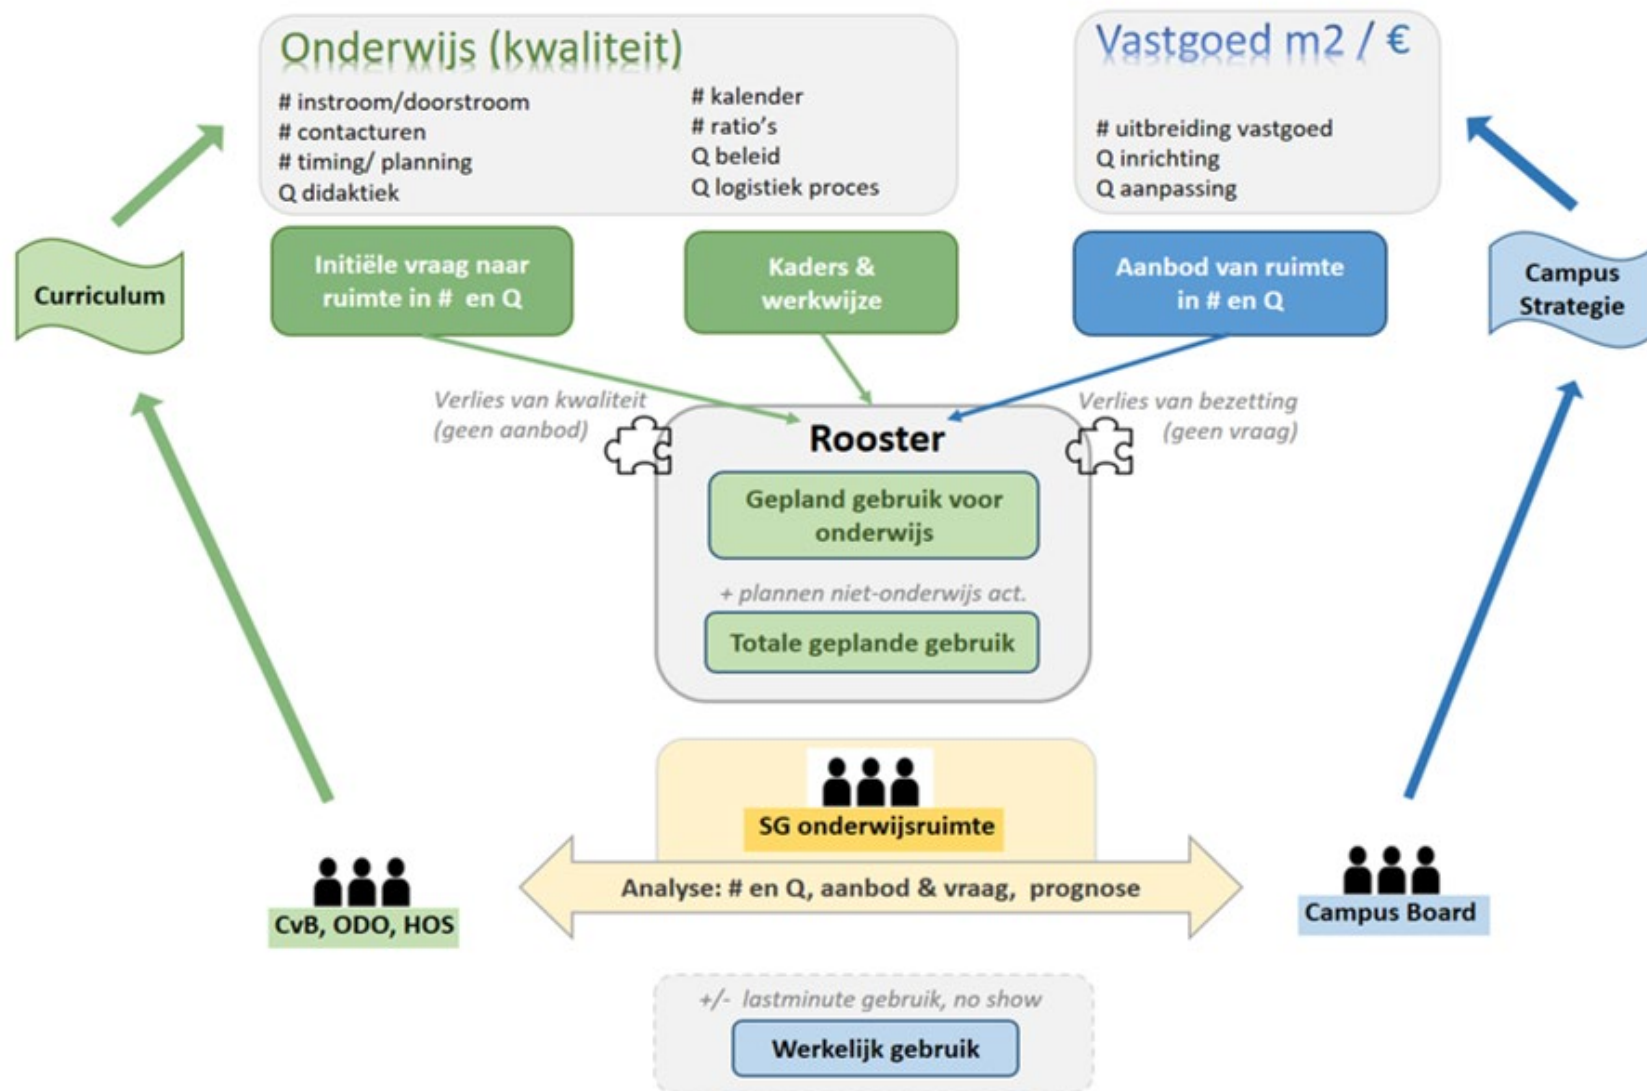 Onderwijs (kwaliteit)
# instroom/doorstroom
# contacturen
# timing/ planning
Q didaktiek
# kalender
# ratio's
Q beleid
Q logistiek proces
Vastgoed m2 / €
# uitbreiding vastgoed
Q inrichting
Q aanpassing
Curriculum
Initiële vraag naar
ruimte in # en Q
Kaders &
werkwijze
Aanbod van ruimte
in # en Q
Campus
Strategie
Verlies van kwaliteit
(geen aanbod)
Verlies van bezetting
(geen vraag)
Rooster
Gepland gebruik voor
onderwijs
+ plannen niet-onderwijs act.
Totale geplande gebruik
SG onderwijsruimte
Analyse: # en Q, aanbod & vraag, prognose
CvB, ODO, HOS
Campus Board
+/- lastminute gebruik, no show
Werkelijk gebruik